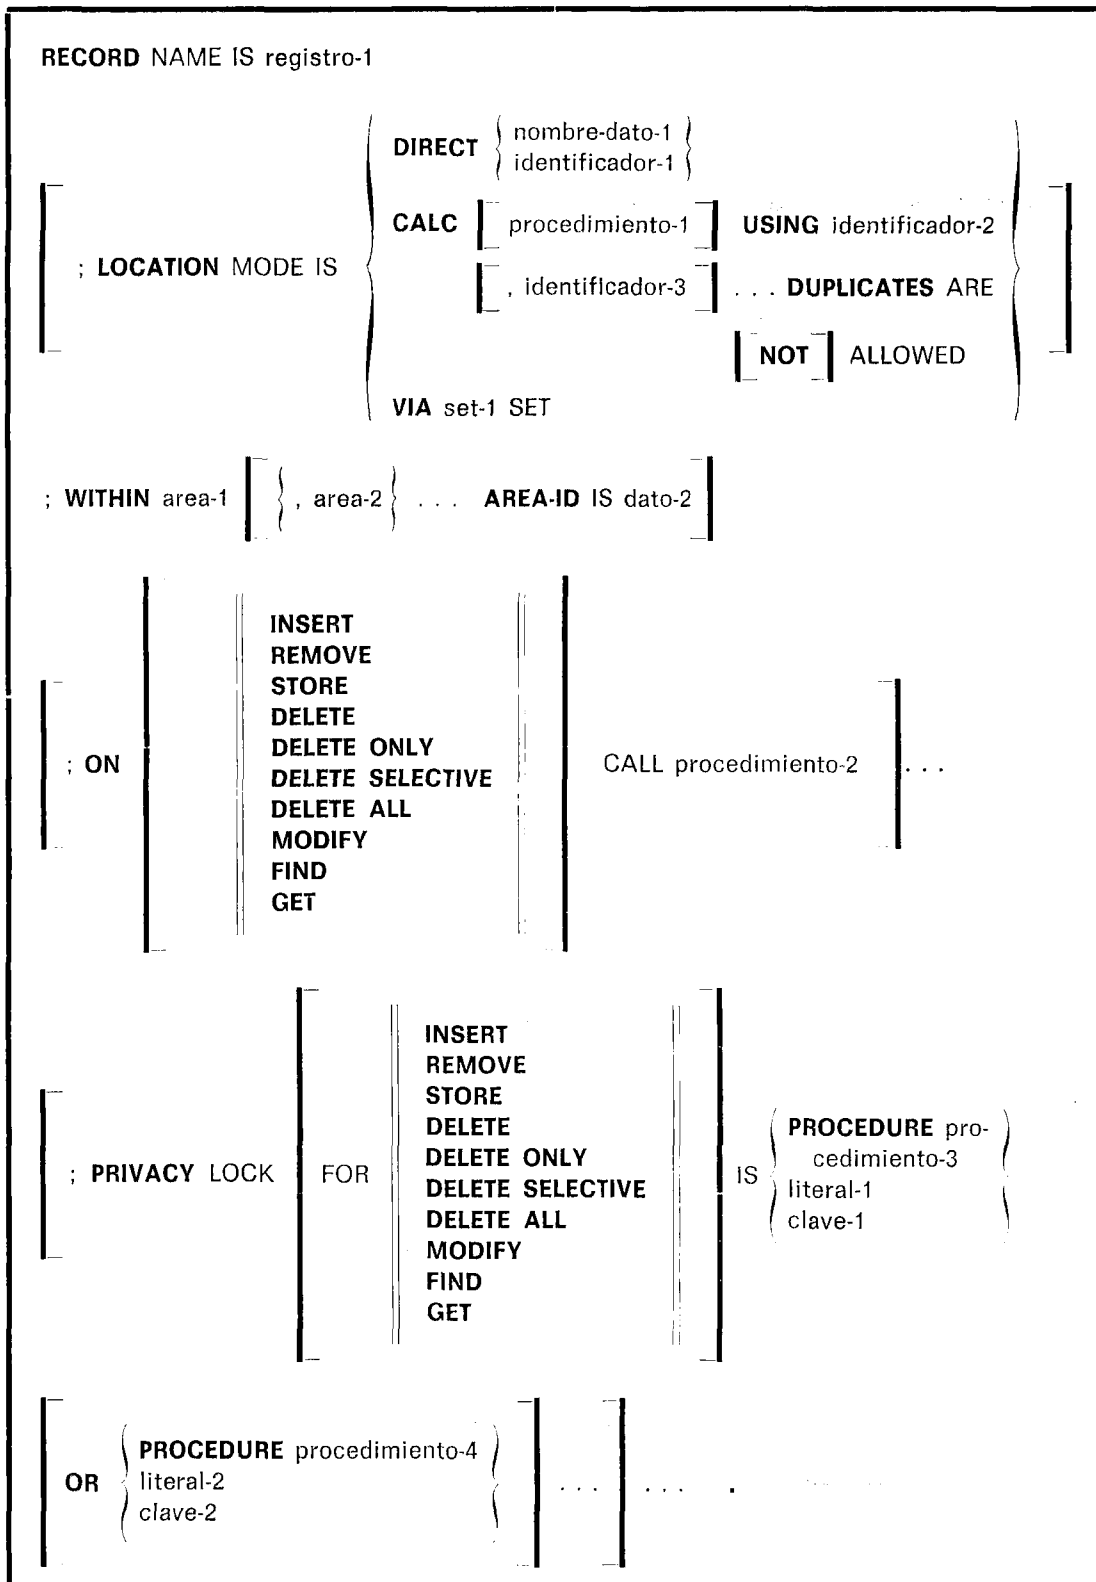 RECORD NAME IS registro-1
DIRECT { nombre-dato-1
identificador-1 }
CALC [ procedimiento-1 ] USING identificador-2
; LOCATION MODE IS
[ , identificador-3 ] ... DUPLICATES ARE
[ NOT ] ALLOWED
VIA set-1 SET
; WITHIN area-1 [ { , area-2 } ... AREA-ID IS dato-2 ]
INSERT
REMOVE
STORE
DELETE
DELETE ONLY
; ON
CALL procedimiento-2 ] ...
DELETE SELECTIVE
DELETE ALL
MODIFY
FIND
GET
INSERT
REMOVE
STORE
DELETE
DELETE ONLY
; PRIVACY LOCK [ FOR
DELETE SELECTIVE
DELETE ALL
MODIFY
FIND
GET
IS { PROCEDURE pro-
cedimiento-3
literal-1
clave-1 }
OR { PROCEDURE procedimiento-4
literal-2
clave-2 } ] ... ] ... .